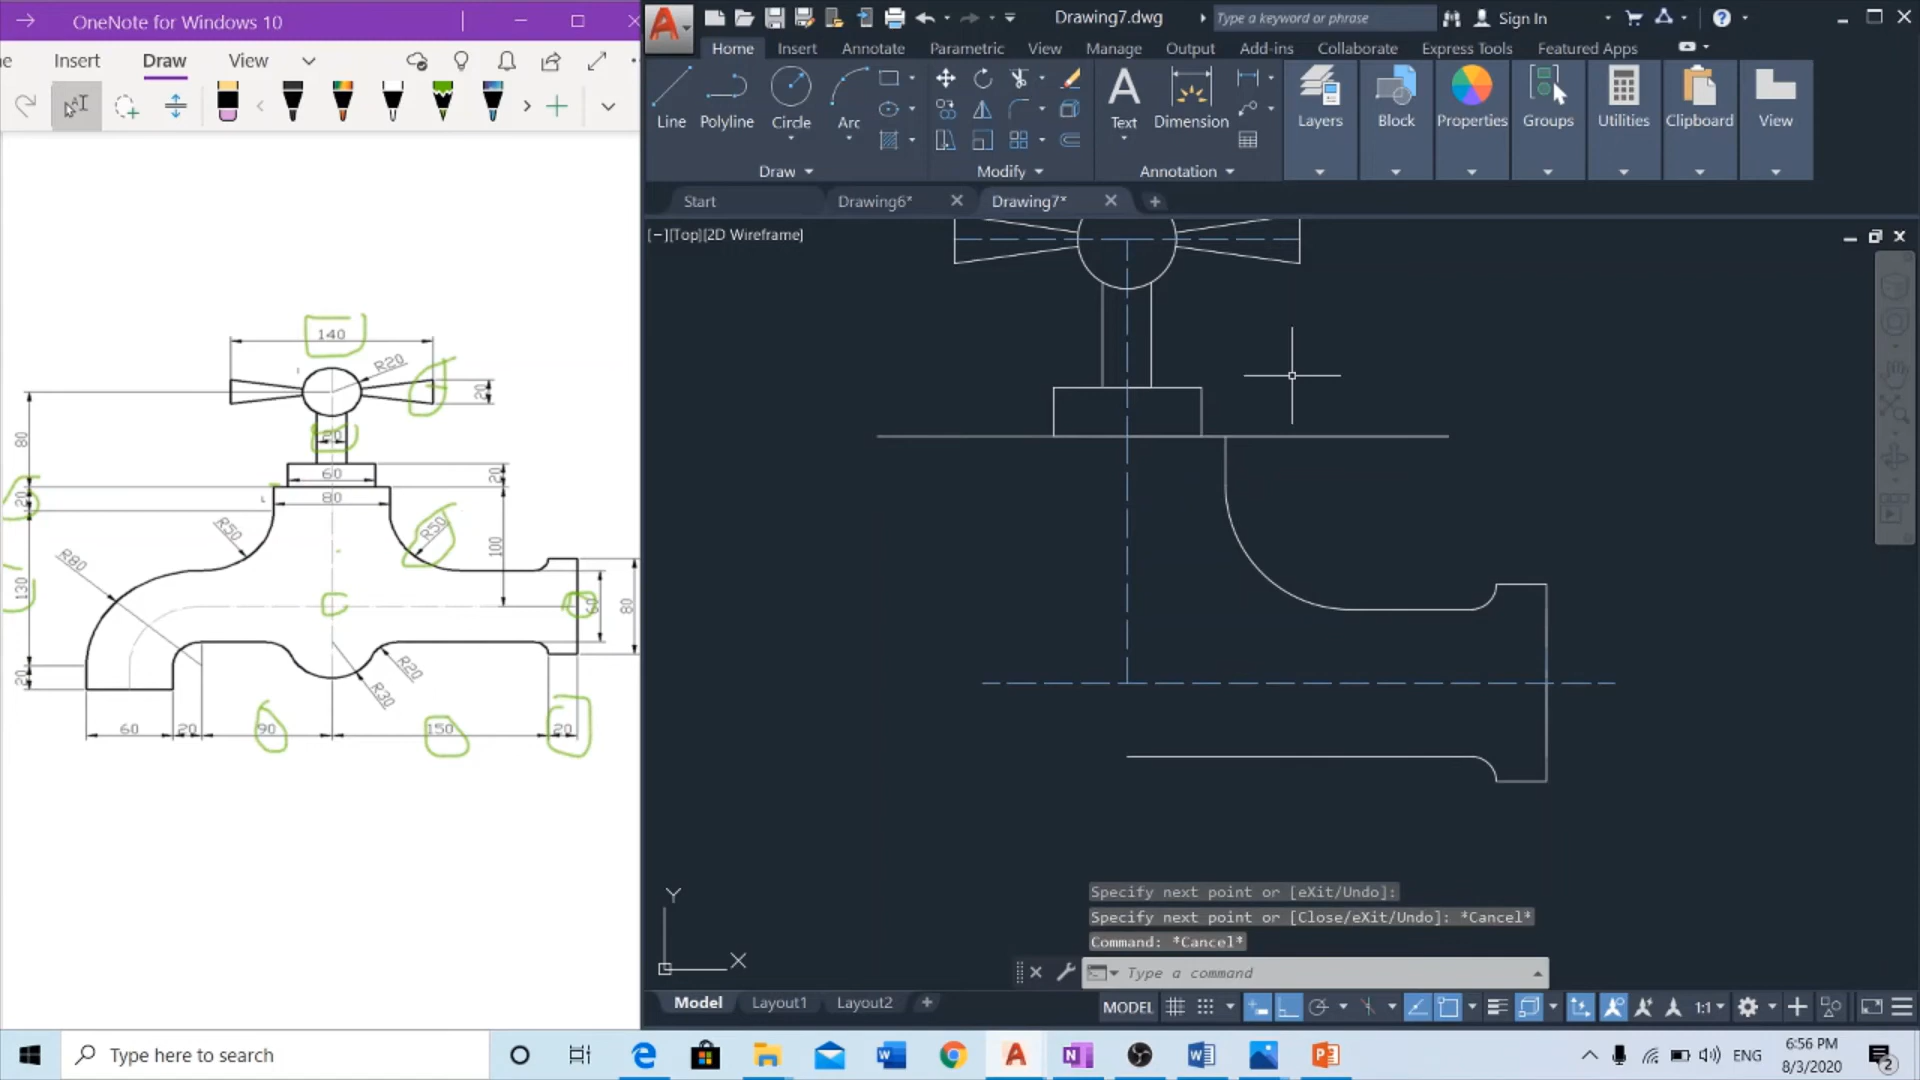 OneNote for Windows 10
Insert
Draw
View
140
R20
20
80
20
60
20
80
20
R50
R50
R80
100
130
60
80
R20
R30
20
60
20
90
150
20
Drawing7.dwg
Type a keyword or phrase
Sign In
Home
Insert
Annotate
Parametric
View
Manage
Output
Add-ins
Collaborate
Express Tools
Featured Apps
Line
Polyline
Circle
Arc
Text
Dimension
Layers
Block
Properties
Groups
Utilities
Clipboard
View
Draw
Modify
Annotation
Start
Drawing6*
Drawing7*
[−][Top][2D Wireframe]
Specify next point or [eXit/Undo]:
Specify next point or [Close/eXit/Undo]: *Cancel*
Command: *Cancel*
Type a command
Y
X
Model
Layout1
Layout2
MODEL
1:1
Type here to search
ENG
6:56 PM
8/3/2020
2